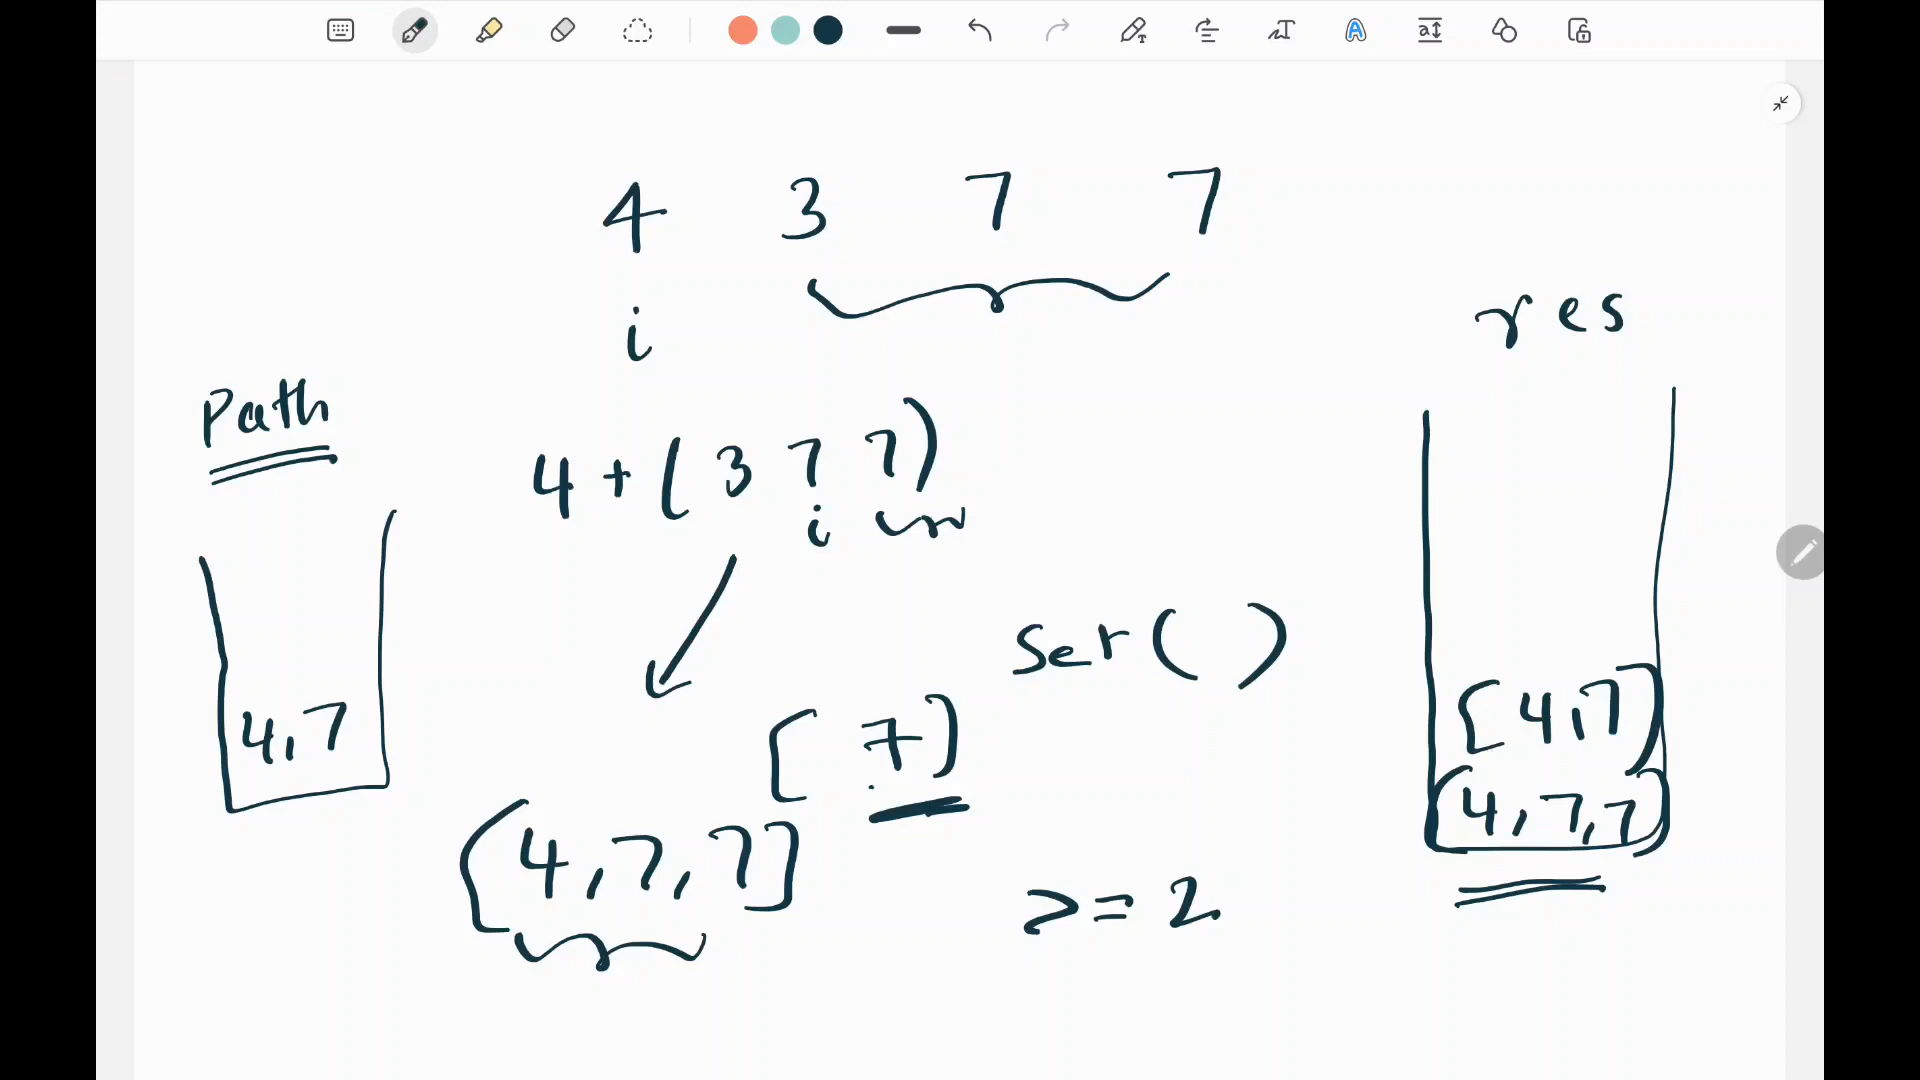 4 3 7 7
i
res
Path
4 + ( 3 7 7 )
i
set ( )
4,7
[ 7 ]
[4,7]
[4,7,7]
(4,7,7)
>= 2